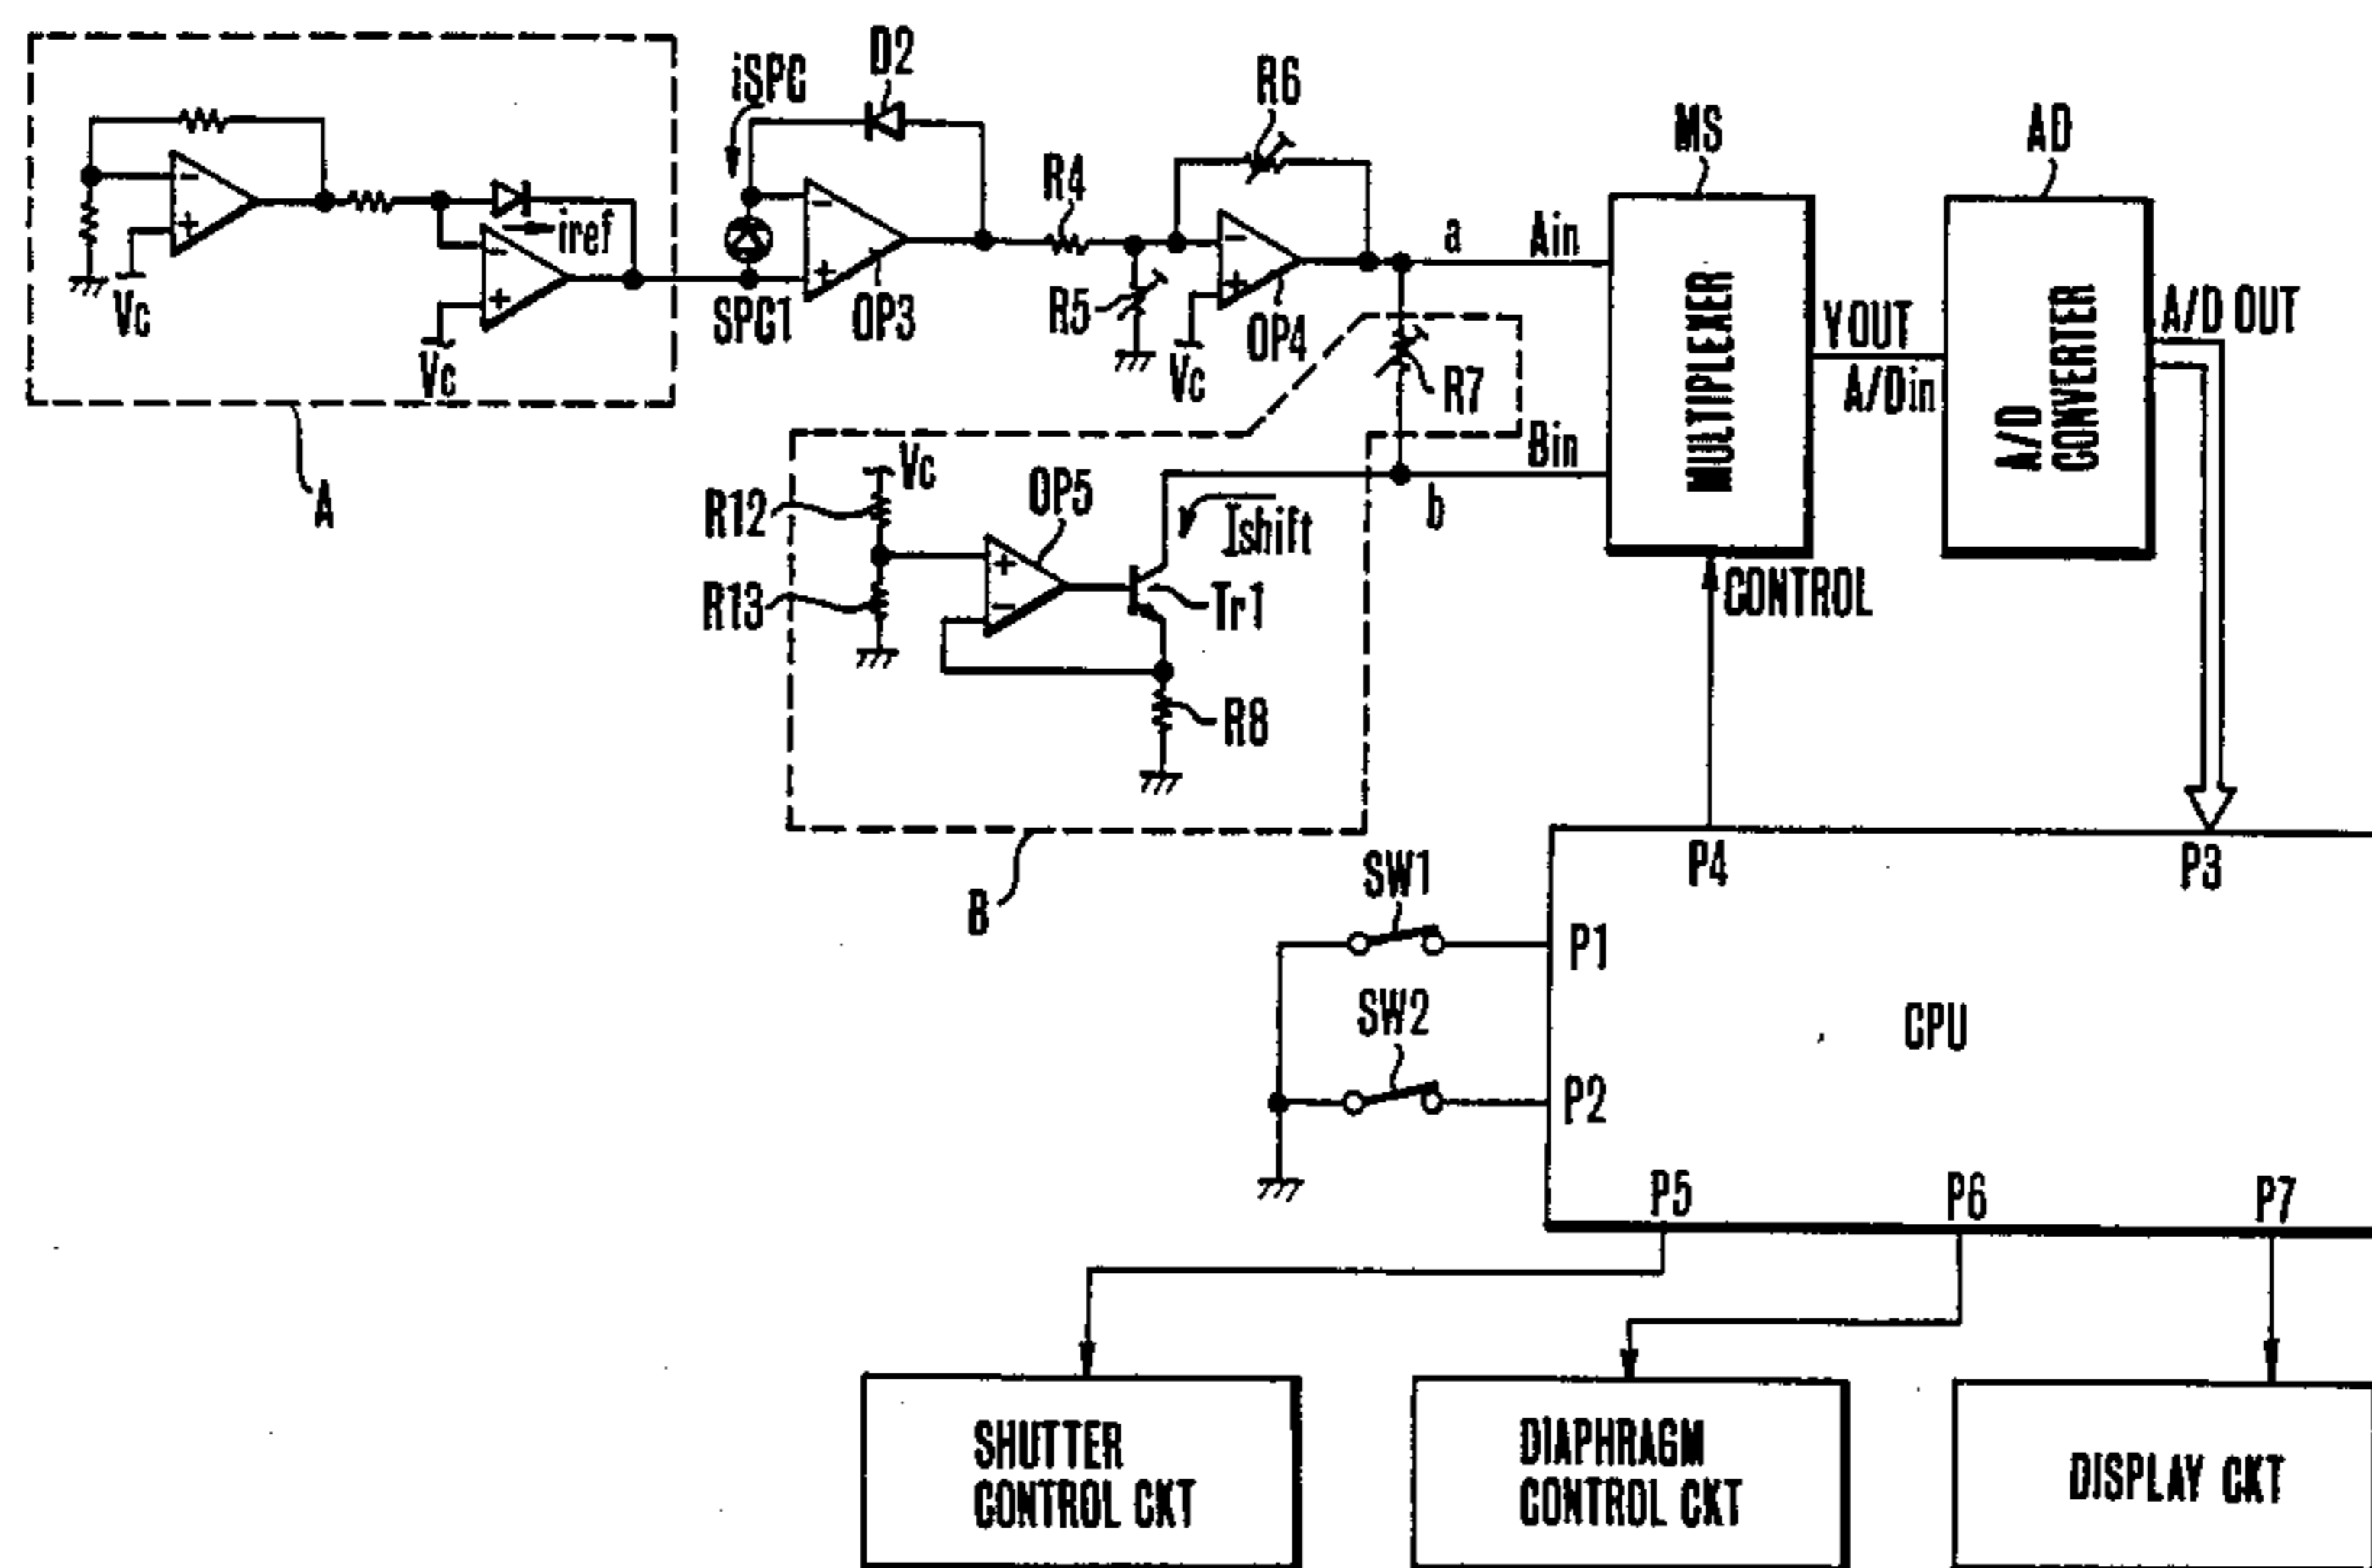 iSPC
D2
R6
MS
AD
R4
a
Ain
iref
Vc
Vc
SPC1
OP3
R5
Vc
OP4
R7
MULTIPLEXER
YOUT
A/Din
A/D
CONVERTER
A/D OUT
A
Vc
R12
OP5
Bin
b
Ishift
R13
Tr1
CONTROL
R8
B
P4
P3
SW1
P1
SW2
CPU
P2
P5
P6
P7
SHUTTER
CONTROL CKT
DIAPHRAGM
CONTROL CKT
DISPLAY CKT